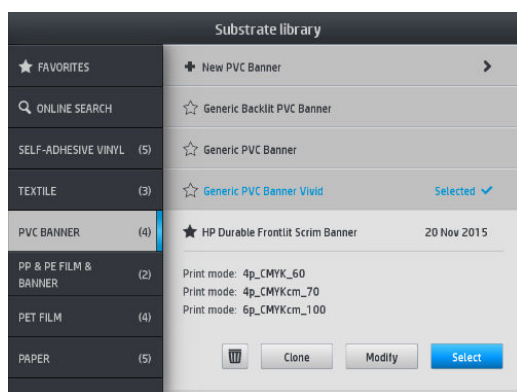 Substrate library
FAVORITES
ONLINE SEARCH
SELF-ADHESIVE VINYL (5)
TEXTILE (3)
PVC BANNER (4)
PP & PE FILM &
BANNER (2)
PET FILM (4)
PAPER (5)
New PVC Banner
Generic Backlit PVC Banner
Generic PVC Banner
Generic PVC Banner Vivid Selected
HP Durable Frontlit Scrim Banner 20 Nov 2015
Print mode: 4p_CMYK_60
Print mode: 4p_CMYKcm_70
Print mode: 6p_CMYKcm_100
Clone Modify Select